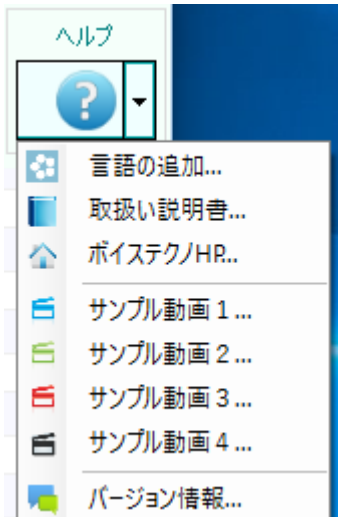 ヘルプ
?
言語の追加...
取扱い説明書...
ボイステクノHP...
サンプル動画 1 ...
サンプル動画 2 ...
サンプル動画 3 ...
サンプル動画 4 ...
バージョン情報...